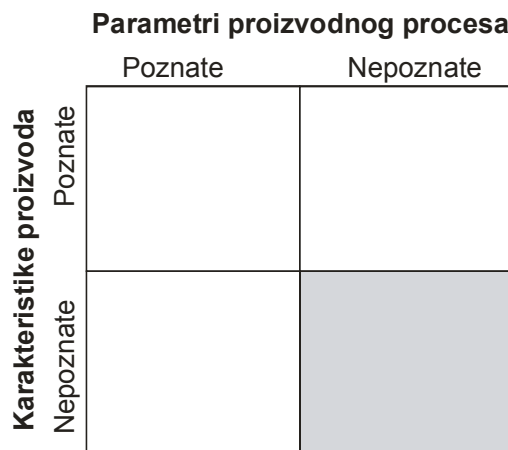 Parametri proizvodnog procesa
Poznate Nepoznate
Karakteristike proizvoda
Poznate
Nepoznate